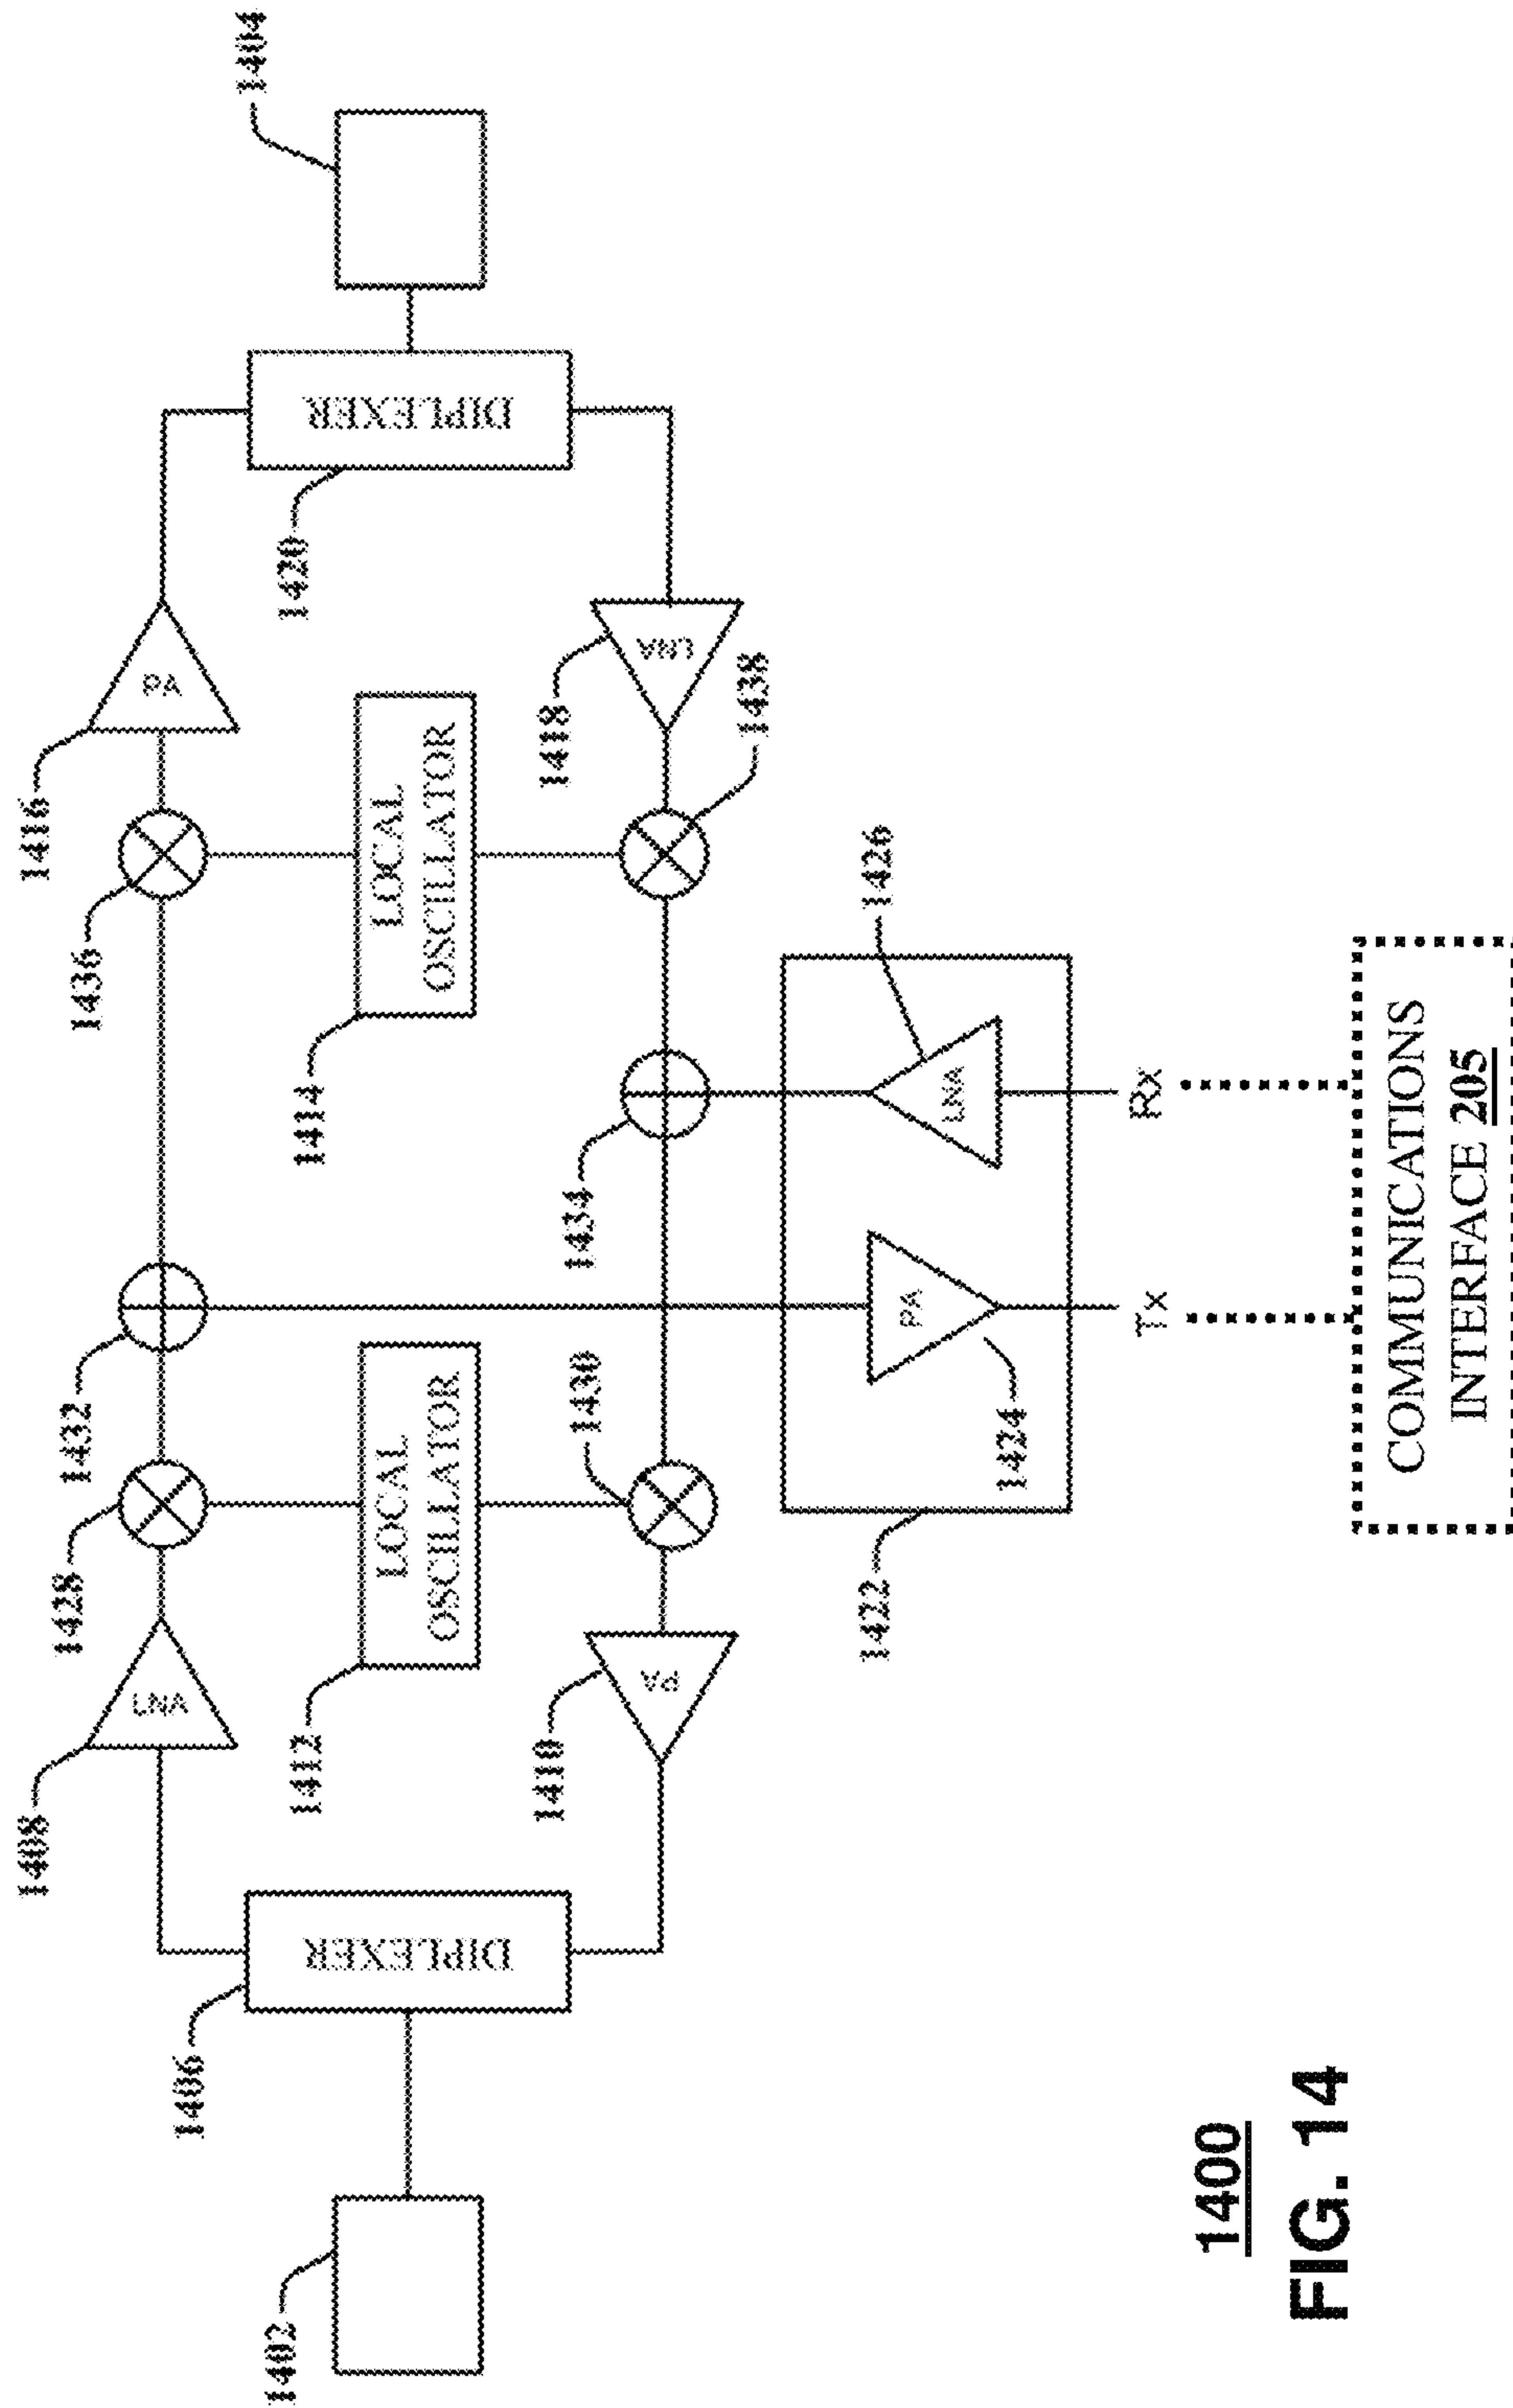 1404
1416
PA
DIPLEXER
1420
1436
LOCAL
OSCILLATOR
1414
LNA
1418
1438
1432
1434
LNA
1426
Rx
1428
LOCAL
OSCILLATOR
1412
1430
PA
1424
Tx
1422
COMMUNICATIONS
INTERFACE 205
1408
LNA
PA
1410
DIPLEXER
1406
1402
1400
FIG. 14